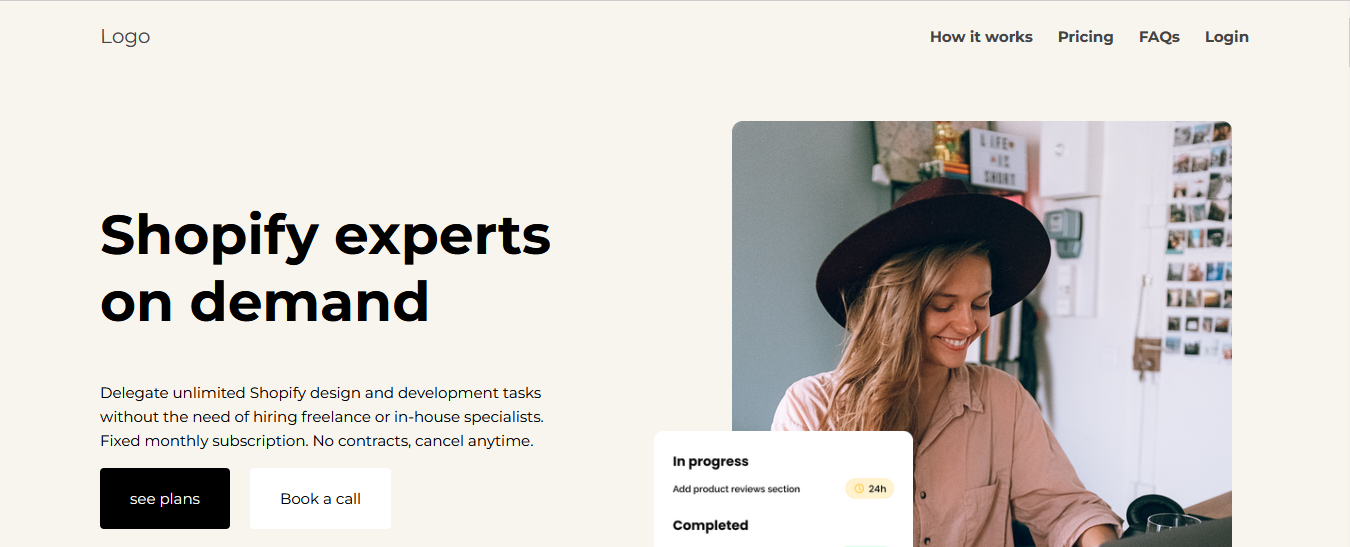 Logo
How it works Pricing FAQs Login
LIFE
IS
SHORT
Shopify experts
on demand
Delegate unlimited Shopify design and development tasks
without the need of hiring freelance or in-house specialists.
Fixed monthly subscription. No contracts, cancel anytime.
see plans
Book a call
In progress
Add product reviews section
24h
Completed